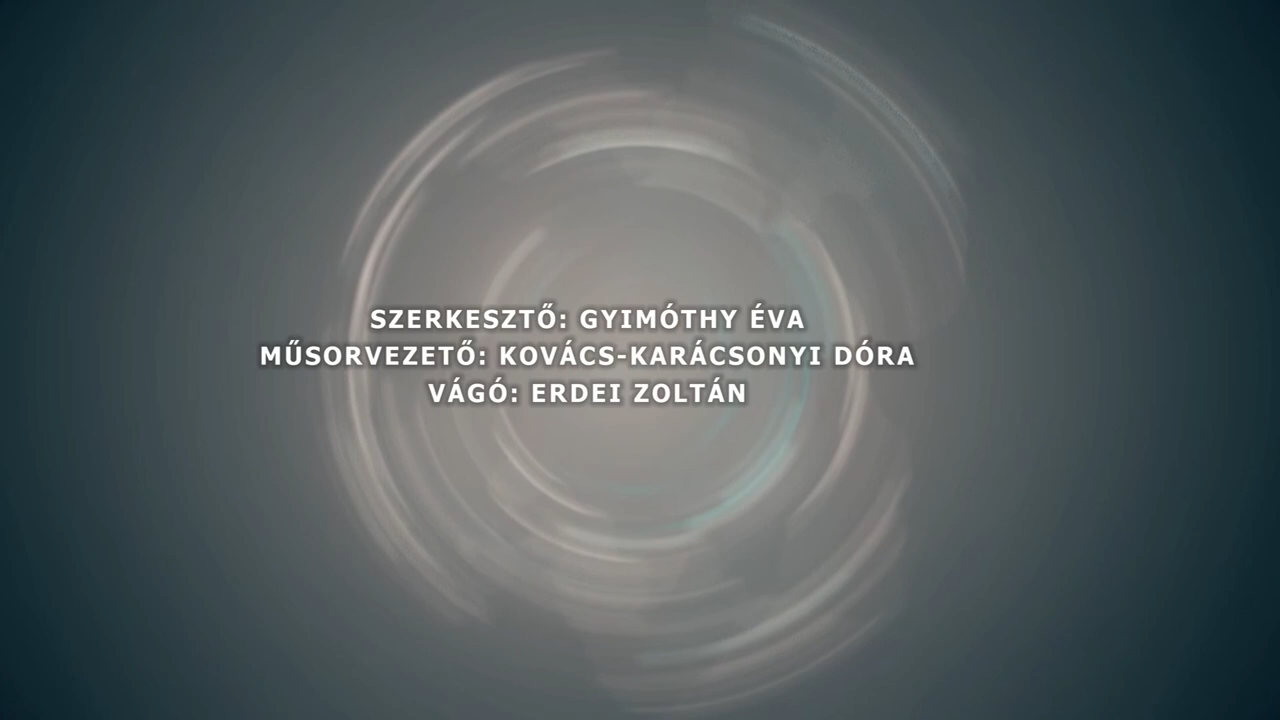 SZERKESZTŐ: GYIMÓTHY ÉVA
MŰSORVEZETŐ: KOVÁCS-KARÁCSONYI DÓRA
VÁGÓ: ERDEI ZOLTÁN